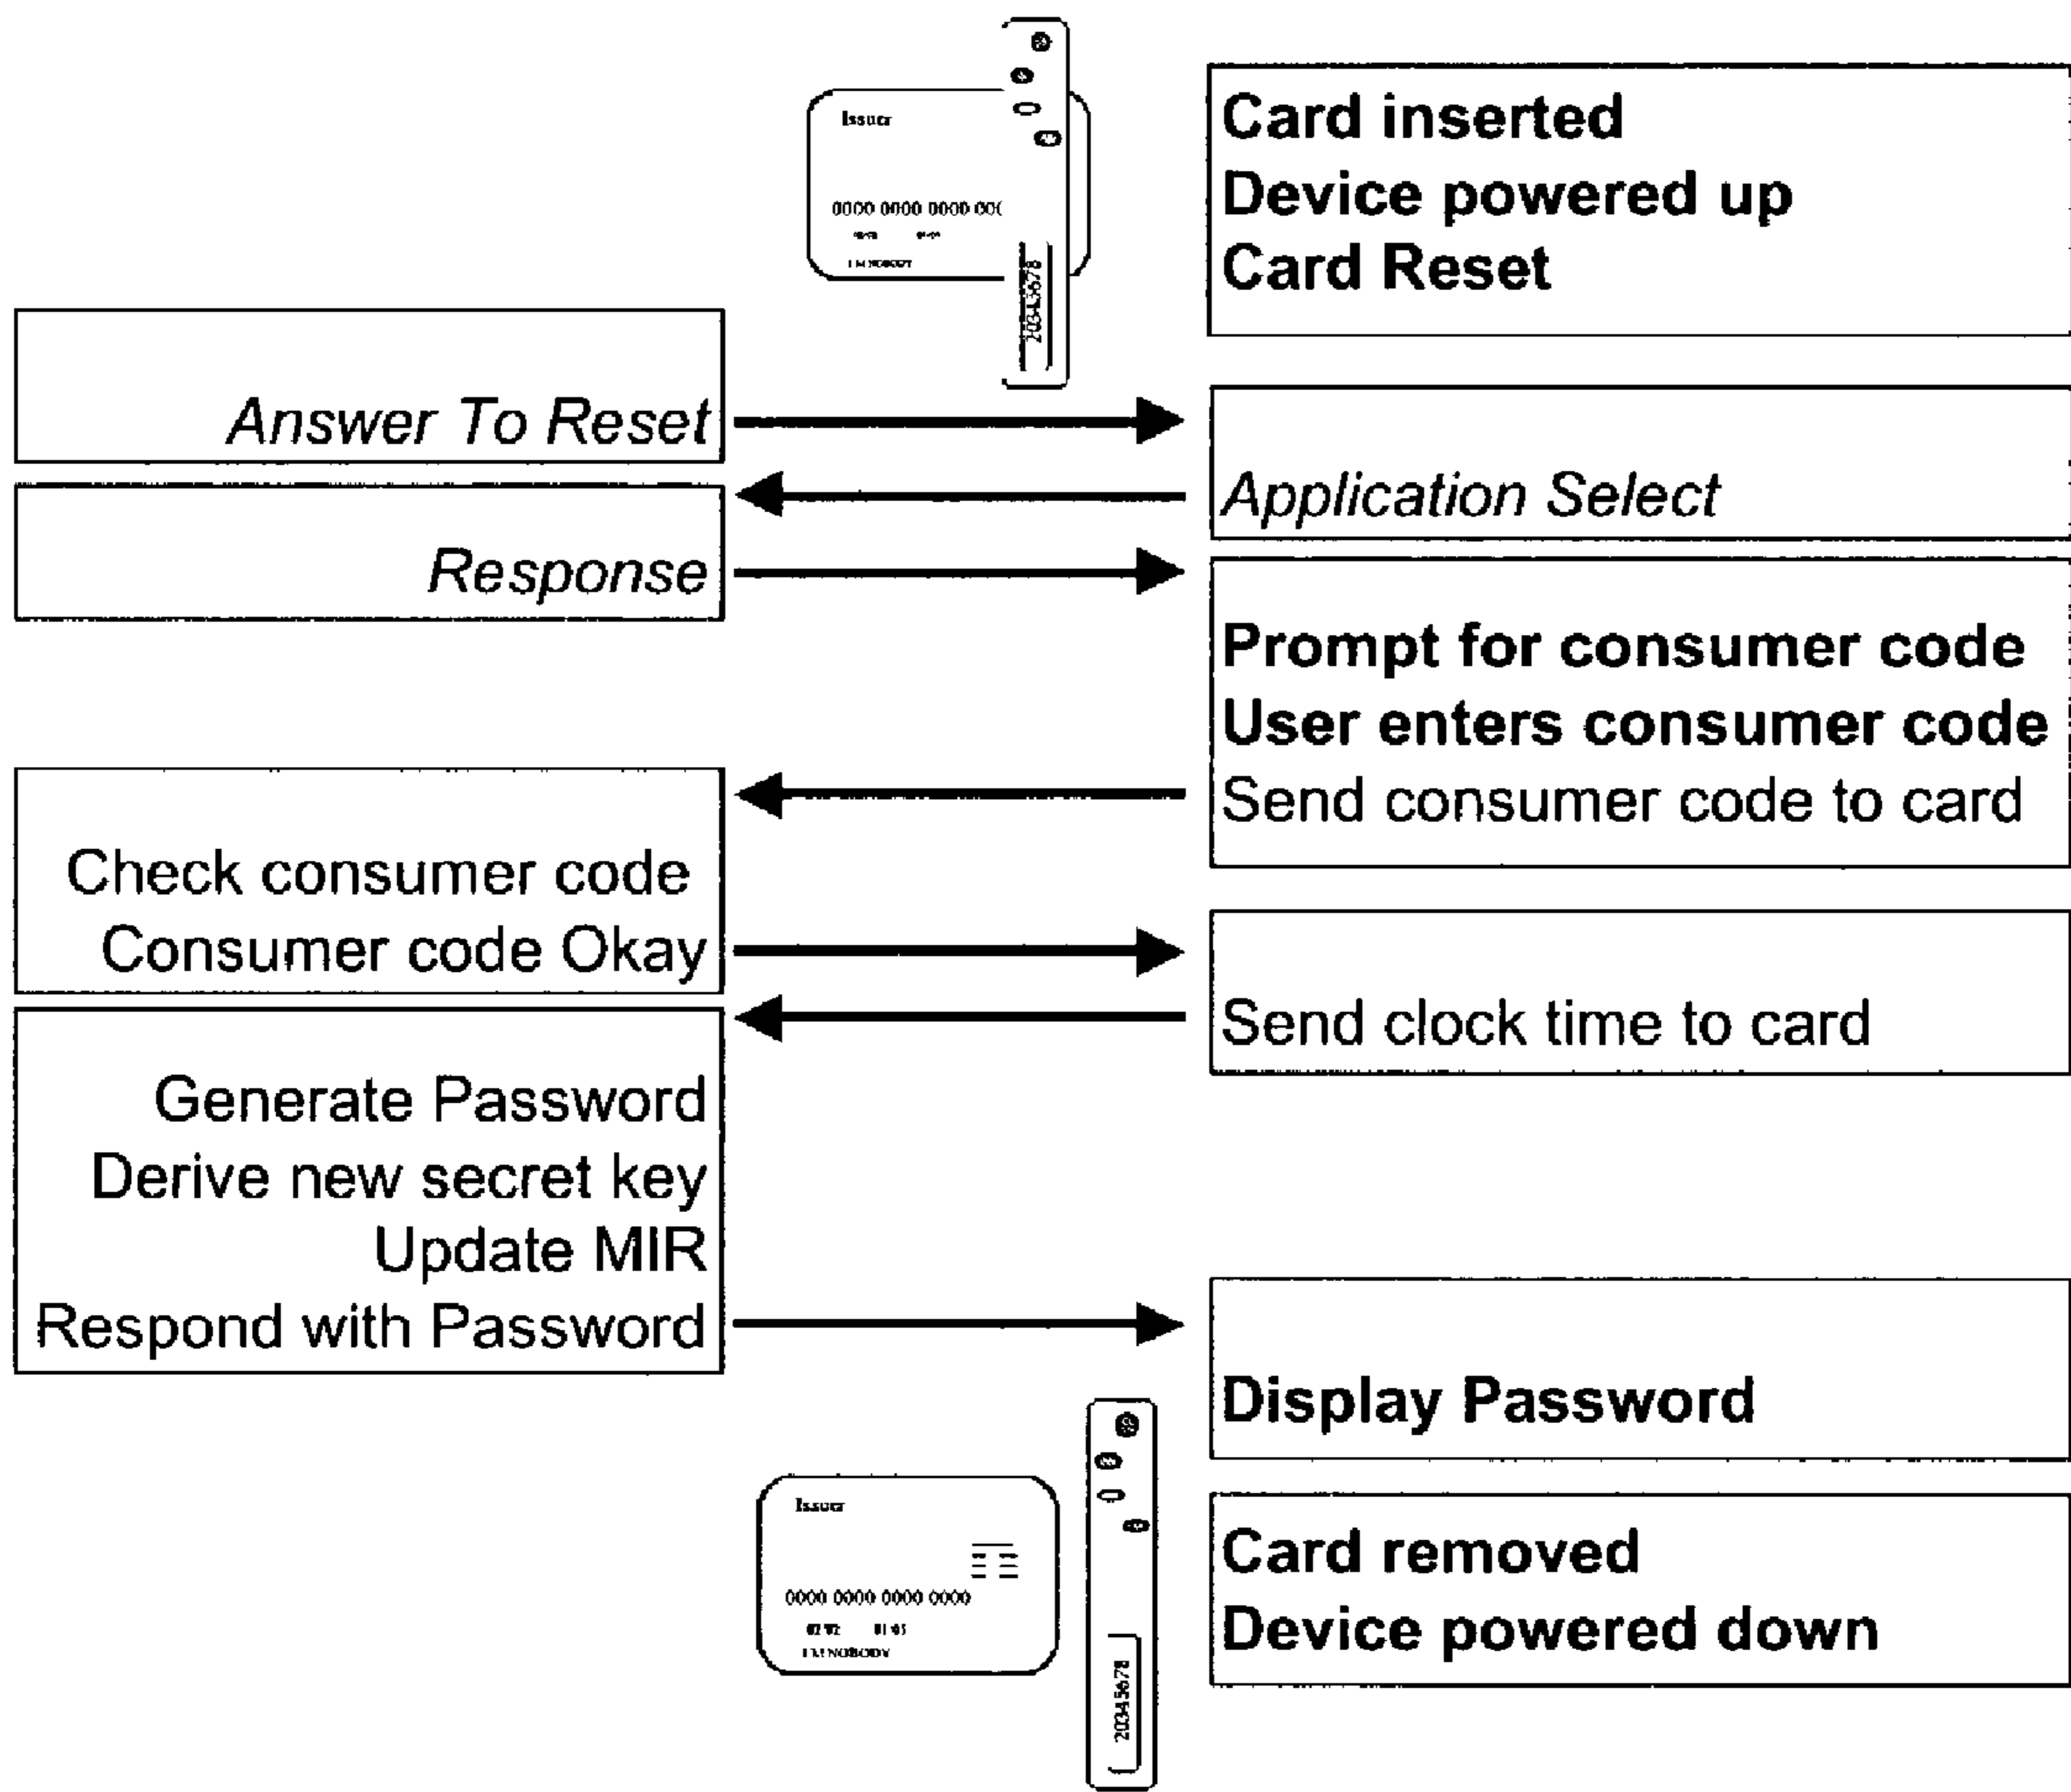 Issuer
0000 0000 0000 00(
I M NOBODY
20345678
Card inserted
Device powered up
Card Reset
Answer To Reset
Application Select
Response
Prompt for consumer code
User enters consumer code
Send consumer code to card
Check consumer code
Consumer code Okay
Send clock time to card
Generate Password
Derive new secret key
Update MIR
Respond with Password
Display Password
Issuer
0000 0000 0000 0000
I M NOBODY
20345678
Card removed
Device powered down